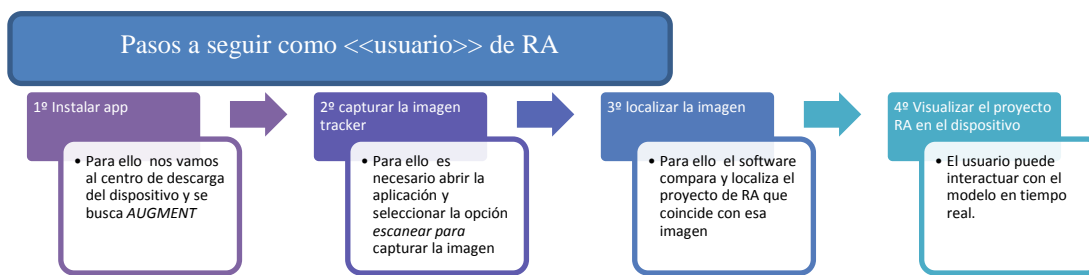 Pasos a seguir como <<usuario>> de RA
1º Instalar app
• Para ello nos vamos
al centro de descarga
del dispositivo y se
busca AUGMENT
2º capturar la imagen
tracker
• Para ello es
necesario abrir la
aplicación y
seleccionar la opción
escanear para
capturar la imagen
3º localizar la imagen
• Para ello el software
compara y localiza el
proyecto de RA que
coincide con esa
imagen
4º Visualizar el proyecto
RA en el dispositivo
• El usuario puede
interactuar con el
modelo en tiempo
real.